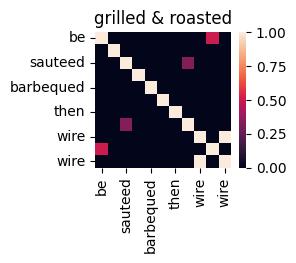 grilled & roasted
be
sauteed
barbequed
then
wire
wire
1.00
0.75
0.50
0.25
0.00
be
sauteed
barbequed
then
wire
wire